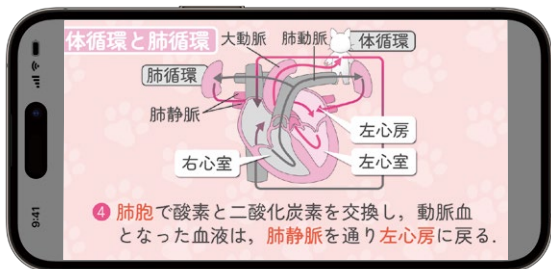 体循環と肺循環
大動脈
肺動脈
体循環
肺循環
肺静脈
左心房
右心室
左心室
❹ 肺胞で酸素と二酸化炭素を交換し，動脈血
となった血液は，肺静脈を通り左心房に戻る．
9:41